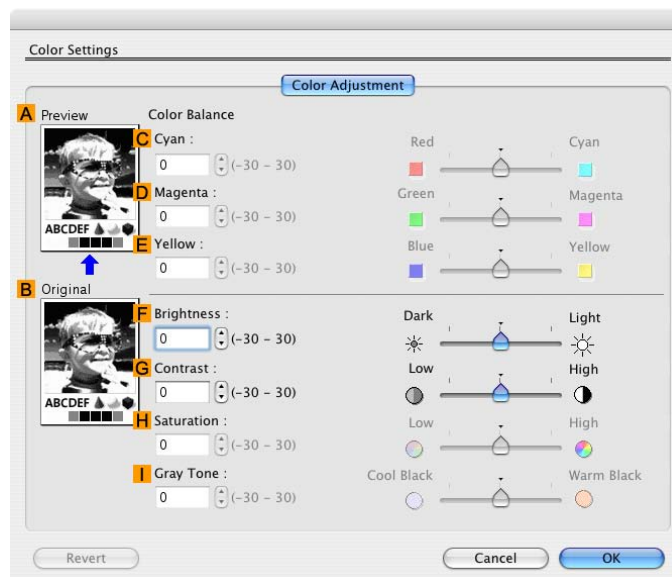 Color Settings
Color Adjustment
A Preview
Color Balance
C Cyan :
0 (-30 – 30)
Red Cyan
D Magenta :
0 (-30 – 30)
Green Magenta
ABCDEF
E Yellow :
0 (-30 – 30)
Blue Yellow
B Original
F Brightness :
0 (-30 – 30)
Dark Light
G Contrast :
0 (-30 – 30)
Low High
ABCDEF
H Saturation :
0 (-30 – 30)
Low High
I Gray Tone :
0 (-30 – 30)
Cool Black Warm Black
Revert Cancel OK